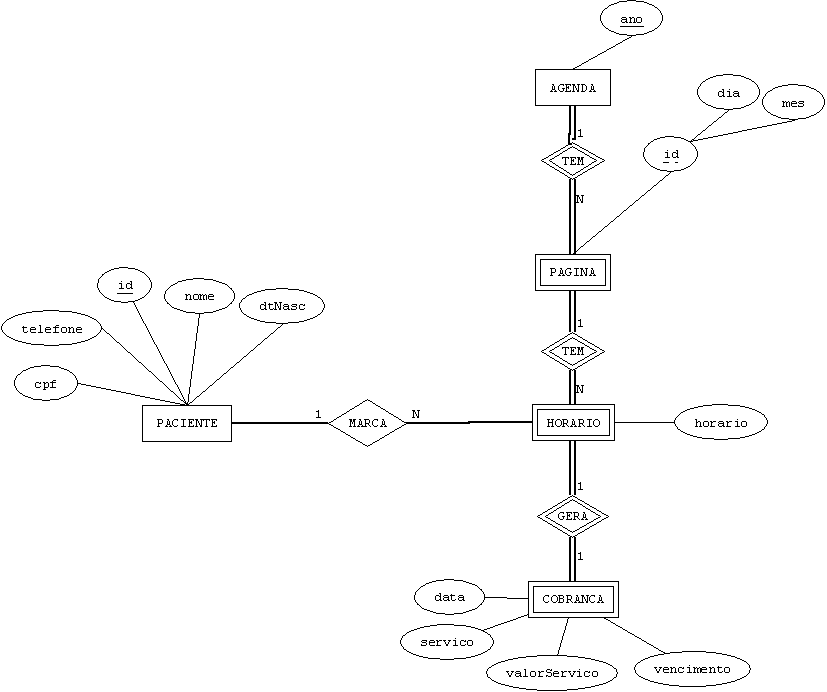 ano
AGENDA
dia
mes
1
TEM
id
N
PAGINA
id
nome
dtNasc
telefone
1
TEM
cpf
N
PACIENTE
1
MARCA
N
HORARIO
horario
1
GERA
1
data
COBRANCA
servico
valorServico
vencimento